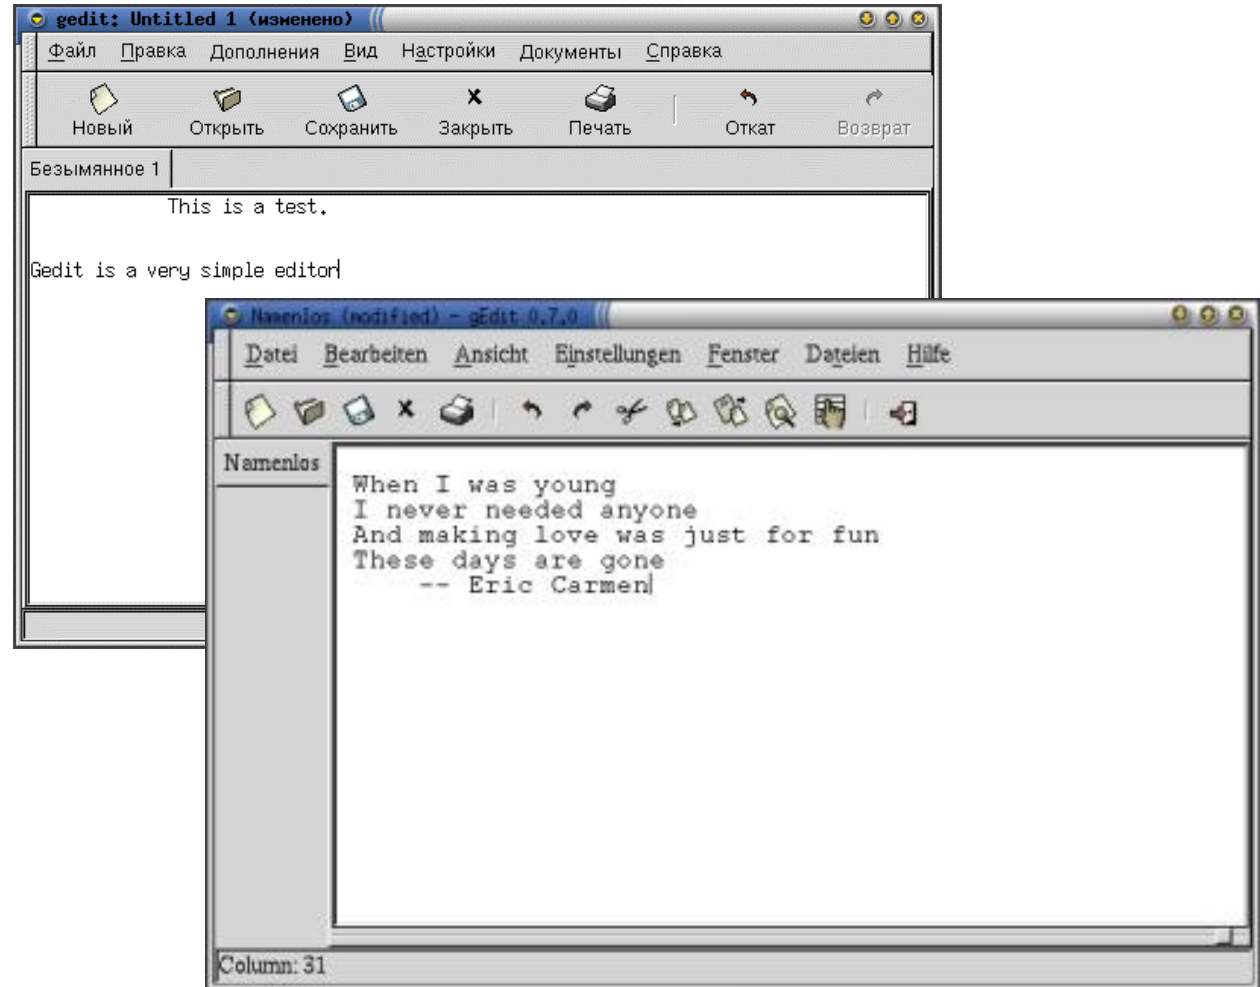 gedit: Untitled 1 (изменено)
Файл Правка Дополнения Вид Настройки Документы Справка
Новый Открыть Сохранить Закрыть Печать Откат Возврат
Безымянное 1
This is a test.
Gedit is a very simple editor
Namenlos (modified) - gEdit 0.7.0
Datei Bearbeiten Ansicht Einstellungen Fenster Dateien Hilfe
Namenlos
When I was young
I never needed anyone
And making love was just for fun
These days are gone
-- Eric Carmen
Column: 31